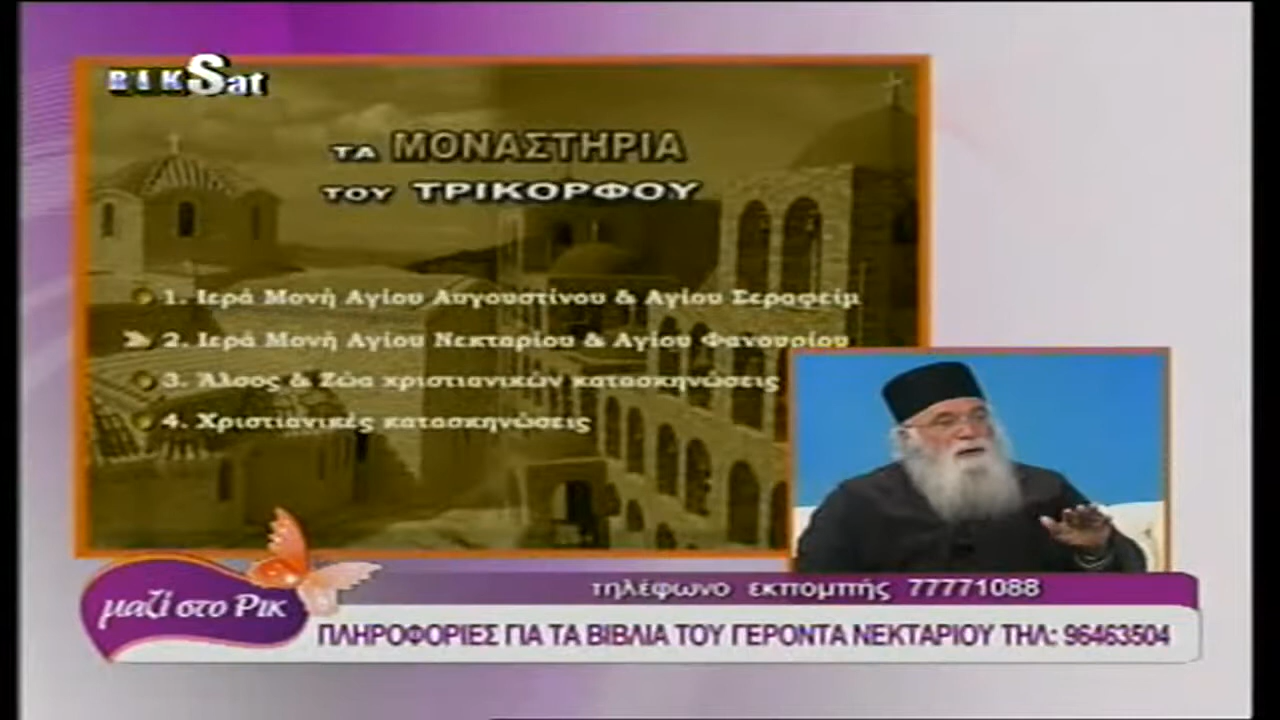 RIKSat
ΤΑ ΜΟΝΑΣΤΗΡΙΑ
ΤΟΥ ΤΡΙΚΟΡΦΟΥ
1. Ιερά Μονή Αγίου Αυγουστίνου & Αγίου Σεραφείμ
2. Ιερά Μονή Αγίου Νεκταρίου & Αγίου Φανουρίου
3. Άλσος & Ζώα χριστιανικών κατασκηνώσεις
4. Χριστιανικές κατασκηνώσεις
τηλέφωνο εκπομπής 77771088
μαζί στο Ρικ
ΠΛΗΡΟΦΟΡΙΕΣ ΓΙΑ ΤΑ ΒΙΒΛΙΑ ΤΟΥ ΓΕΡΟΝΤΑ ΝΕΚΤΑΡΙΟΥ ΤΗΛ: 96463504